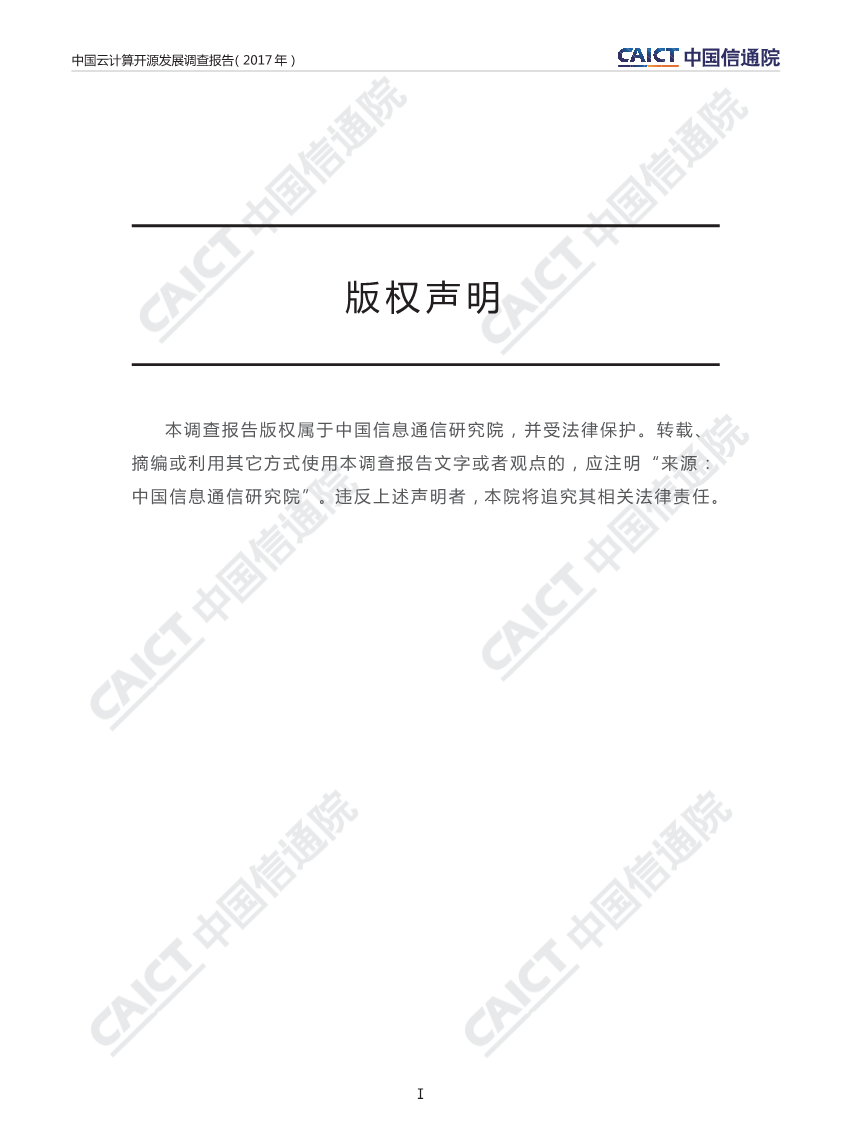 中国云计算开源发展调查报告(2017年)
CAICT 中国信通院
CAICT 中国信通院
CAICT 中国信通院
版权声明
本调查报告版权属于中国信息通信研究院，并受法律保护。转载、
摘编或利用其它方式使用本调查报告文字或者观点的，应注明“来源：
中国信息通信研究院”。违反上述声明者，本院将追究其相关法律责任。
CAICT 中国信通院
CAICT 中国信通院
CAICT 中国信通院
CAICT 中国信通院
I